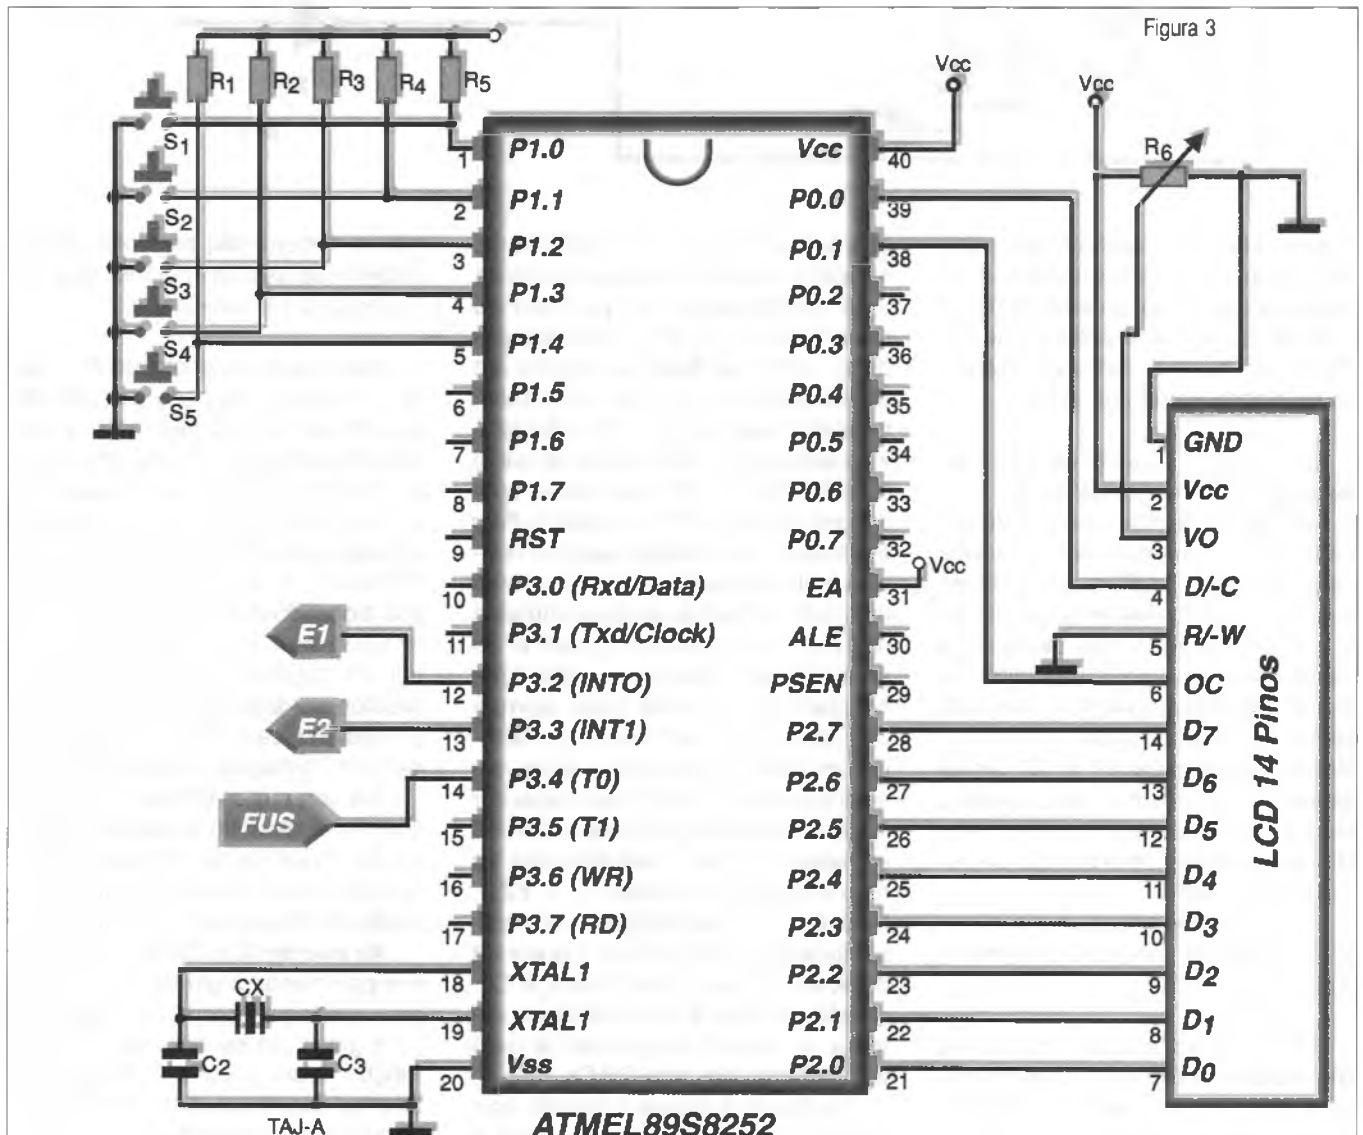 Figura 3
R1
R2
R3
R4
R5
S1
S2
S3
S4
S5
Vcc
Vcc
R6
1 P1.0
2 P1.1
3 P1.2
4 P1.3
5 P1.4
6 P1.5
7 P1.6
8 P1.7
9 RST
10 P3.0 (Rxd/Data)
11 P3.1 (Txd/Clock)
12 P3.2 (INTO)
13 P3.3 (INT1)
14 P3.4 (T0)
15 P3.5 (T1)
16 P3.6 (WR)
17 P3.7 (RD)
18 XTAL1
19 XTAL1
20 Vss
E1
E2
FUS
CX
C2
C3
TAJ-A
Vcc 40
P0.0 39
P0.1 38
P0.2 37
P0.3 36
P0.4 35
P0.5 34
P0.6 33
P0.7 32
EA 31
Vcc
ALE 30
PSEN 29
P2.7 28
P2.6 27
P2.5 26
P2.4 25
P2.3 24
P2.2 23
P2.1 22
P2.0 21
ATMEL89S8252
1 GND
2 Vcc
3 VO
4 D/-C
5 R/-W
6 OC
14 D7
13 D6
12 D5
11 D4
10 D3
9 D2
8 D1
7 D0
LCD 14 Pinos